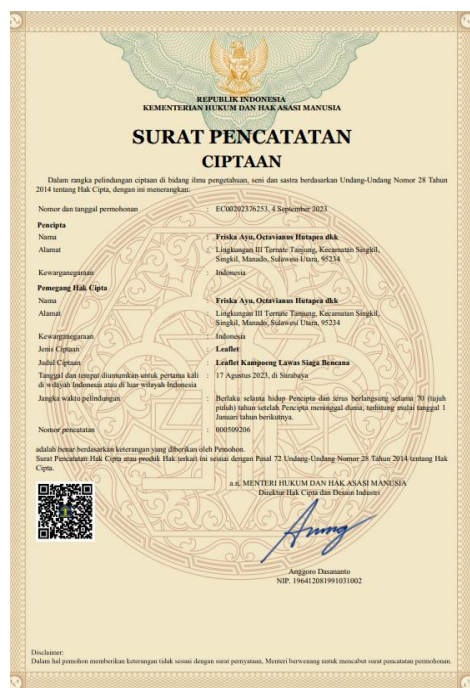 REPUBLIK INDONESIA
KEMENTERIAN HUKUM DAN HAK ASASI MANUSIA
SURAT PENCATATAN
CIPTAAN
Dalam rangka pelindungan ciptaan di bidang ilmu pengetahuan, seni dan sastra berdasarkan Undang-Undang Nomor 28 Tahun
2014 tentang Hak Cipta, dengan ini menerangkan:
Nomor dan tanggal permohonan : EC00202376253, 4 September 2023
Pencipta
Nama : Friska Ayu, Octavianus Hutapea dkk
Alamat : Lingkungan III Ternate Tanjung, Kecamatan Singkil,
Singkil, Manado, Sulawesi Utara, 95234
Kewarganegaraan : Indonesia
Pemegang Hak Cipta
Nama : Friska Ayu, Octavianus Hutapea dkk
Alamat : Lingkungan III Ternate Tanjung, Kecamatan Singkil,
Singkil, Manado, Sulawesi Utara, 95234
Kewarganegaraan : Indonesia
Jenis Ciptaan : Leaflet
Judul Ciptaan : Leaflet Kampoeng Lawas Siaga Bencana
Tanggal dan tempat diumumkan untuk pertama kali : 17 Agustus 2023, di Surabaya
di wilayah Indonesia atau di luar wilayah Indonesia
Jangka waktu pelindungan : Berlaku selama hidup Pencipta dan terus berlangsung selama 70 (tujuh
puluh) tahun setelah Pencipta meninggal dunia, terhitung mulai tanggal 1
Januari tahun berikutnya.
Nomor pencatatan : 000509206
adalah benar berdasarkan keterangan yang diberikan oleh Pemohon.
Surat Pencatatan Hak Cipta atau produk Hak terkait ini sesuai dengan Pasal 72 Undang-Undang Nomor 28 Tahun 2014 tentang Hak
Cipta.
a.n. MENTERI HUKUM DAN HAK ASASI MANUSIA
Direktur Hak Cipta dan Desain Industri
Anggoro Dasananto
NIP. 196412081991031002
Disclaimer:
Dalam hal pemohon memberikan keterangan tidak sesuai dengan surat pernyataan, Menteri berwenang untuk mencabut surat pencatatan permohonan.